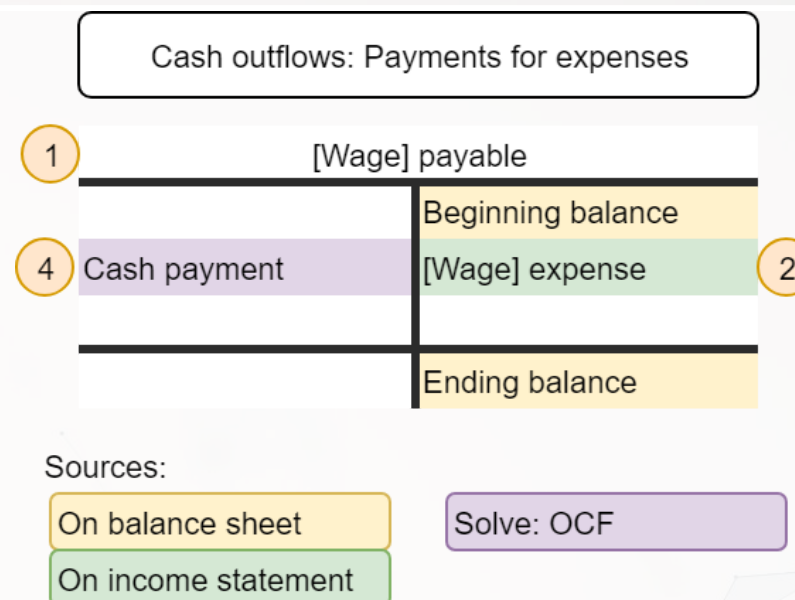 Cash outflows: Payments for expenses
1
[Wage] payable
Beginning balance
4
Cash payment
[Wage] expense
2
Ending balance
Sources:
On balance sheet
Solve: OCF
On income statement